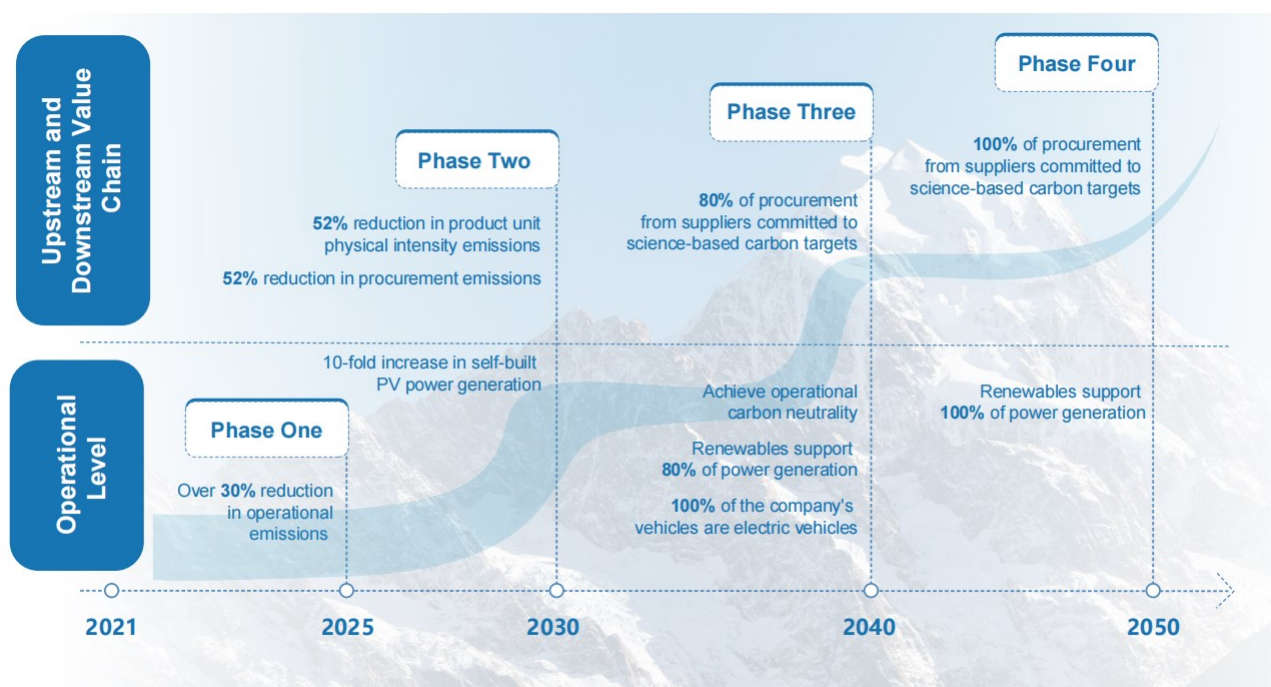 Upstream and
Downstream Value
Chain
Phase Four
100% of procurement
from suppliers committed to
science-based carbon targets
Phase Three
80% of procurement
from suppliers committed to
science-based carbon targets
Phase Two
52% reduction in product unit
physical intensity emissions
52% reduction in procurement emissions
Operational
Level
Phase One
Over 30% reduction
in operational
emissions
10-fold increase in self-built
PV power generation
Achieve operational
carbon neutrality
Renewables support
80% of power generation
100% of the company's
vehicles are electric vehicles
Renewables support
100% of power generation
2021
2025
2030
2040
2050